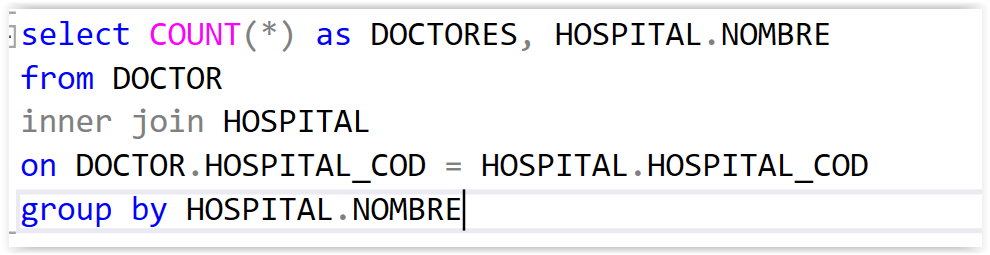 select COUNT(*) as DOCTORES, HOSPITAL.NOMBRE
from DOCTOR
inner join HOSPITAL
on DOCTOR.HOSPITAL_COD = HOSPITAL.HOSPITAL_COD
group by HOSPITAL.NOMBRE